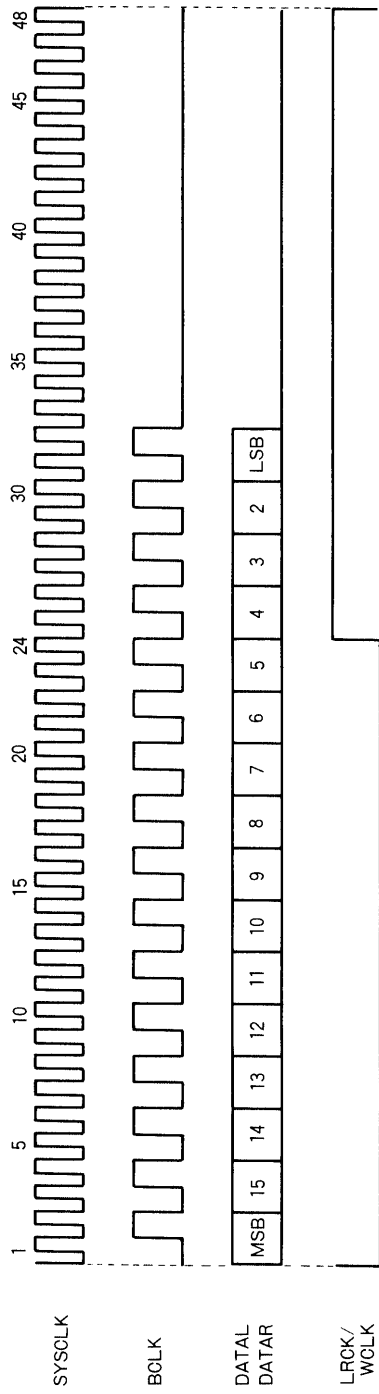 1 5 10 15 20 24 30 35 40 45 48
SYSCLK
BCLK
DATAL
DATAR
MSB 15 14 13 12 11 10 9 8 7 6 5 4 3 2 LSB
LRCK/
WCLK